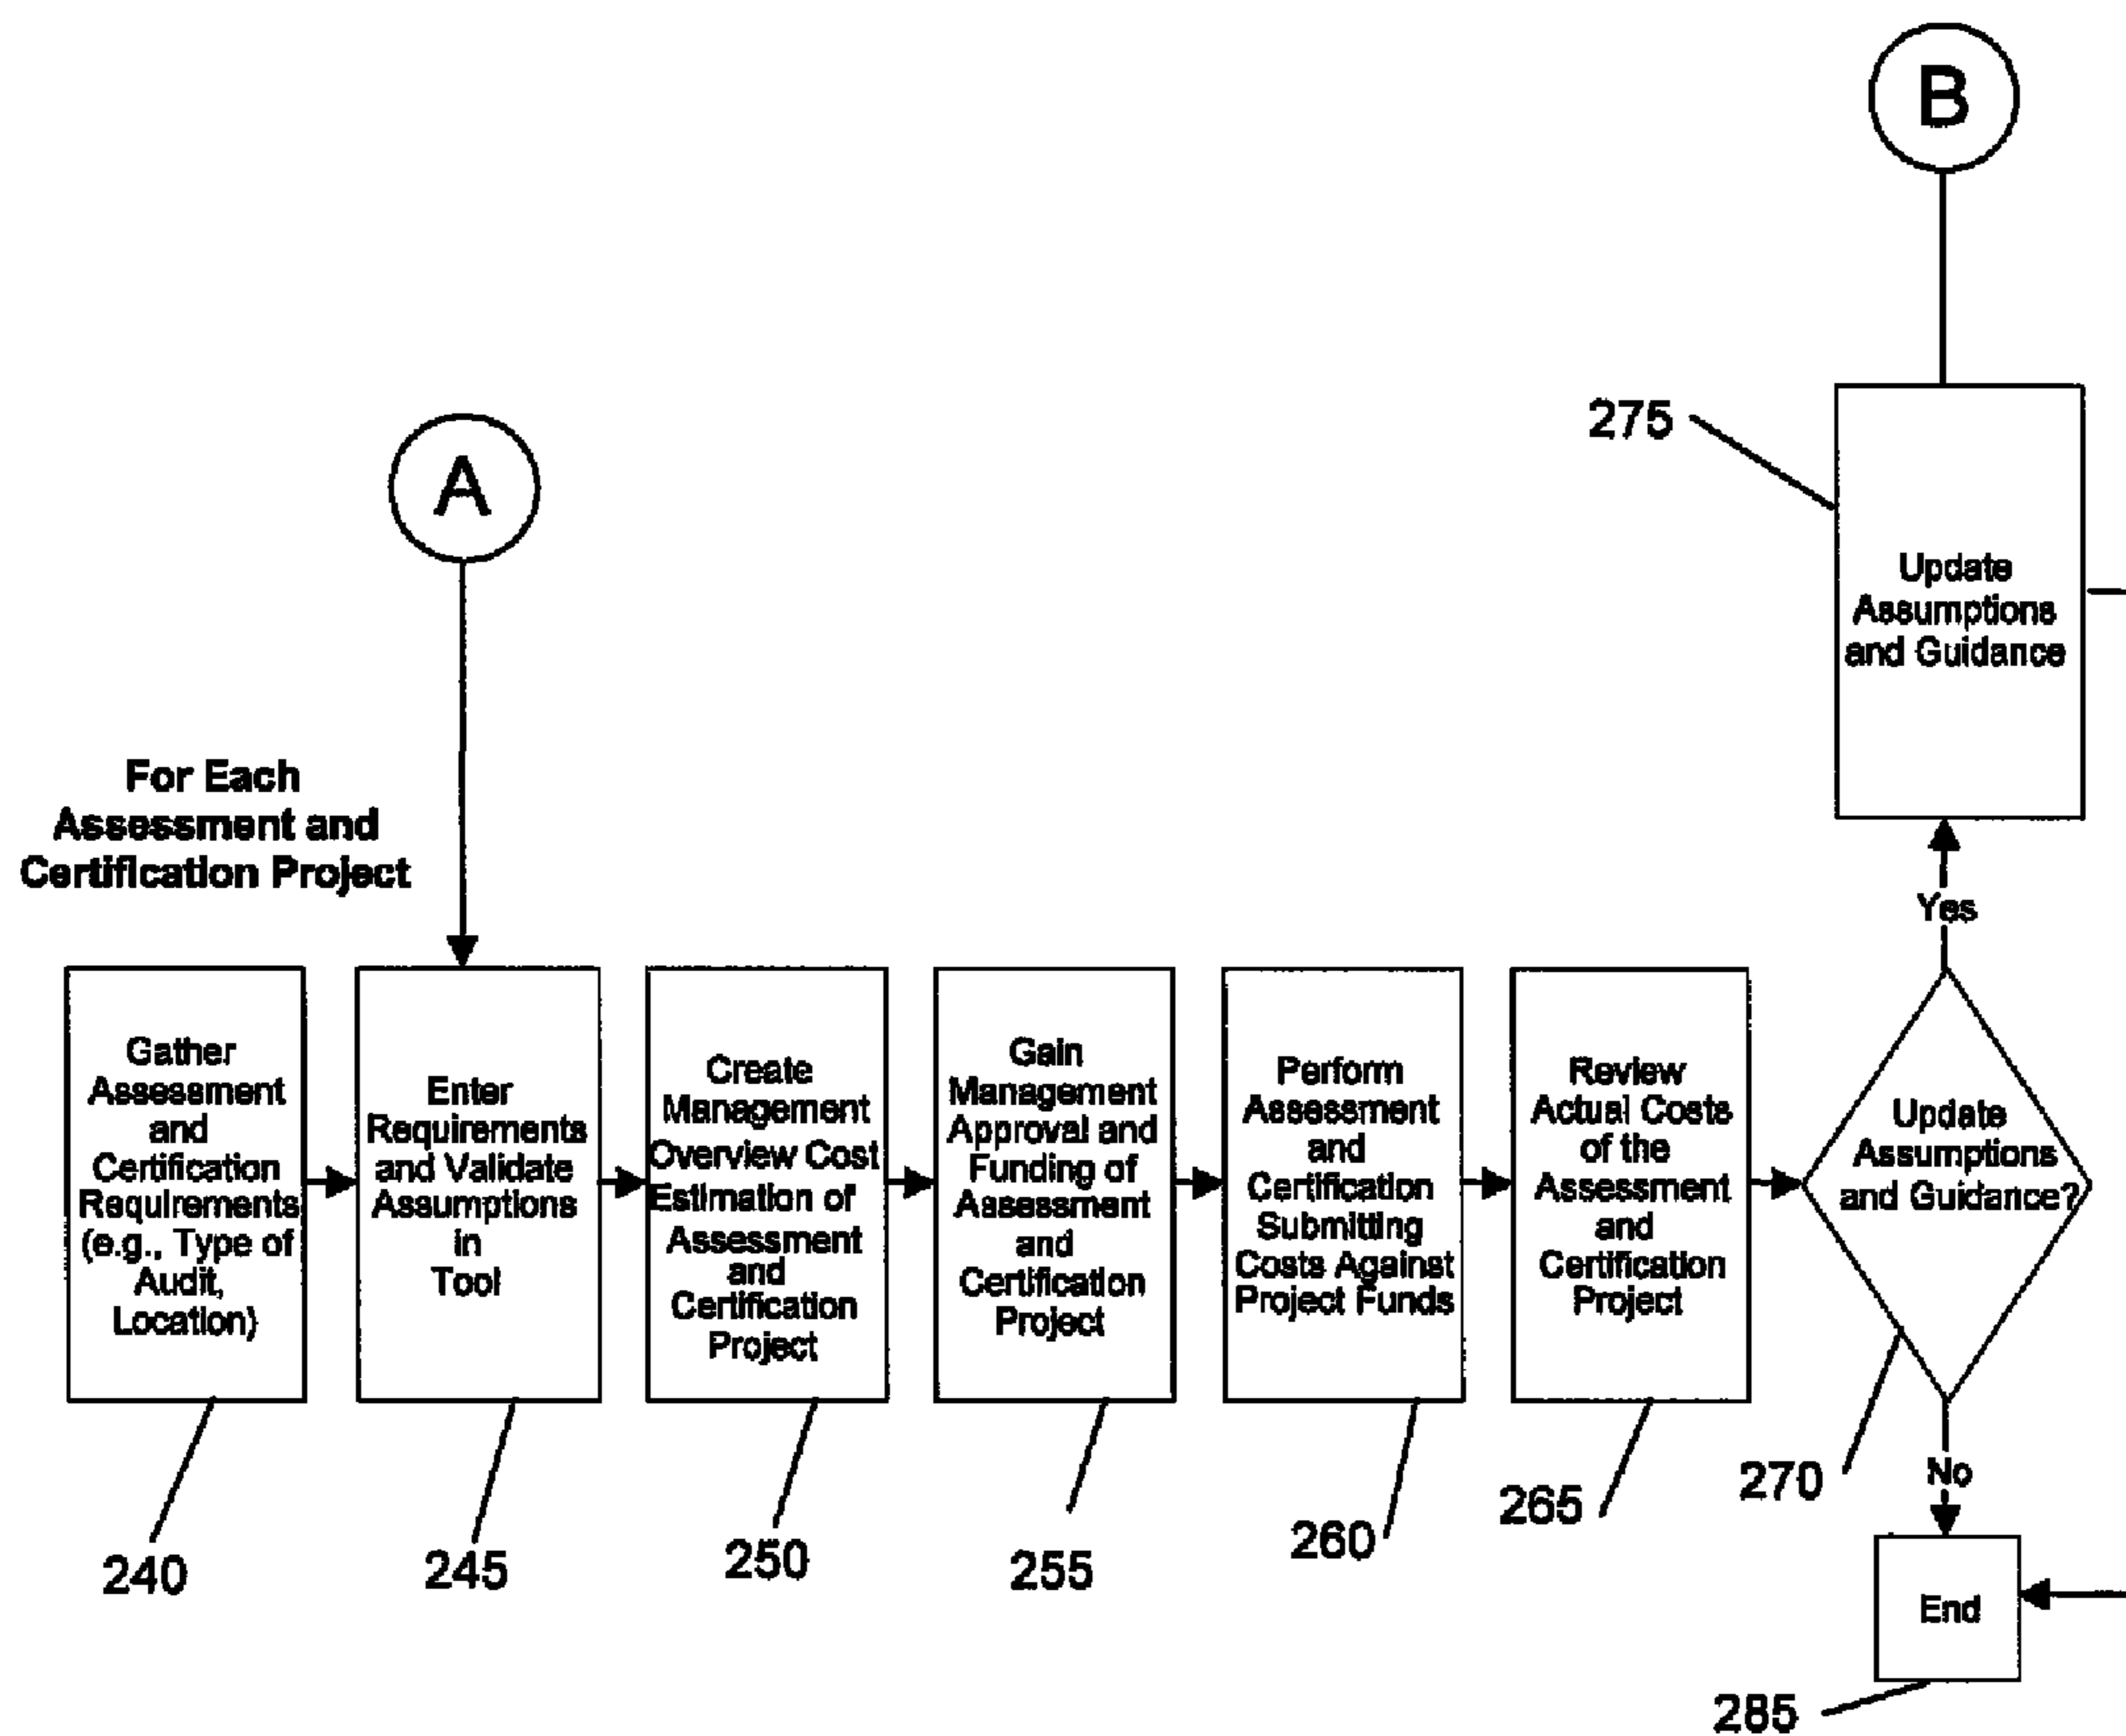 B
275
Update
Assumptions
and Guidance
A
For Each
Assessment and
Certification Project
Yes
Gather
Assessment
and
Certification
Requirements
(e.g., Type of
Audit,
Location)
Enter
Requirements
and Validate
Assumptions
in
Tool
Create
Management
Overview Cost
Estimation of
Assessment
and
Certification
Project
Gain
Management
Approval and
Funding of
Assessment
and
Certification
Project
Perform
Assessment
and
Certification
Submitting
Costs Against
Project Funds
Review
Actual Costs
of the
Assessment
and
Certification
Project
Update
Assumptions
and Guidance?
No
240
245
250
255
260
265
270
End
285